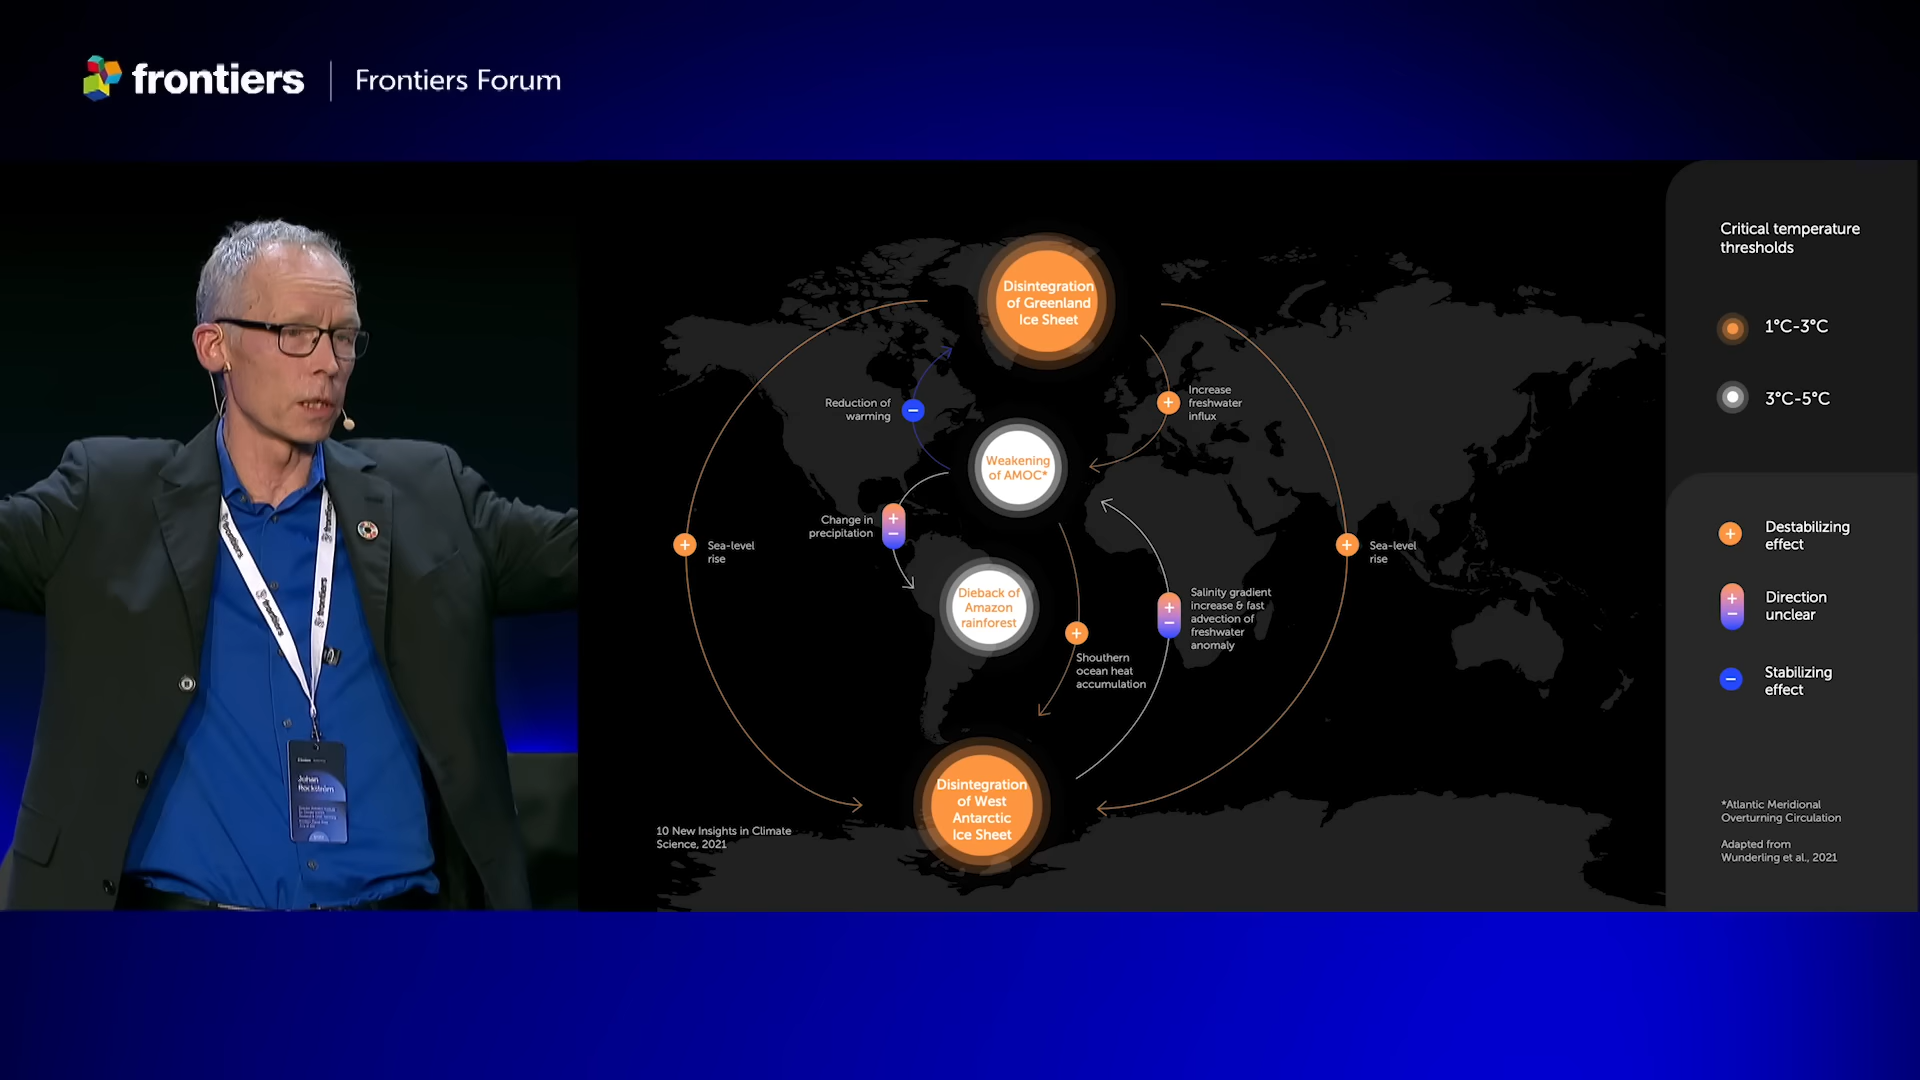 frontiers
Frontiers Forum
Disintegration
of Greenland
Ice Sheet
Reduction of
warming
Increase
freshwater
influx
Weakening
of AMOC*
Change in
precipitation
Sea-level
rise
Sea-level
rise
Dieback of
Amazon
rainforest
Salinity gradient
increase & fast
advection of
freshwater
anomaly
Shouthern
ocean heat
accumulation
Disintegration
of West
Antarctic
Ice Sheet
10 New Insights in Climate
Science, 2021
Critical temperature
thresholds
1°C-3°C
3°C-5°C
Destabilizing
effect
Direction
unclear
Stabilizing
effect
*Atlantic Meridional
Overturning Circulation
Adapted from
Wunderling et al., 2021
frontiers
frontiers
Johan
Rockström